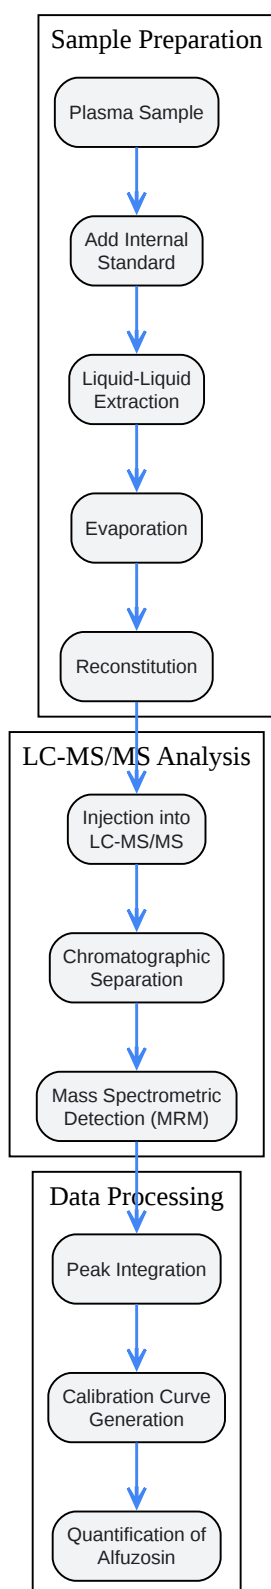 Sample Preparation
Plasma Sample
Add Internal
Standard
Liquid-Liquid
Extraction
Evaporation
Reconstitution
LC-MS/MS Analysis
Injection into
LC-MS/MS
Chromatographic
Separation
Mass Spectrometric
Detection (MRM)
Data Processing
Peak Integration
Calibration Curve
Generation
Quantification of
Alfuzosin